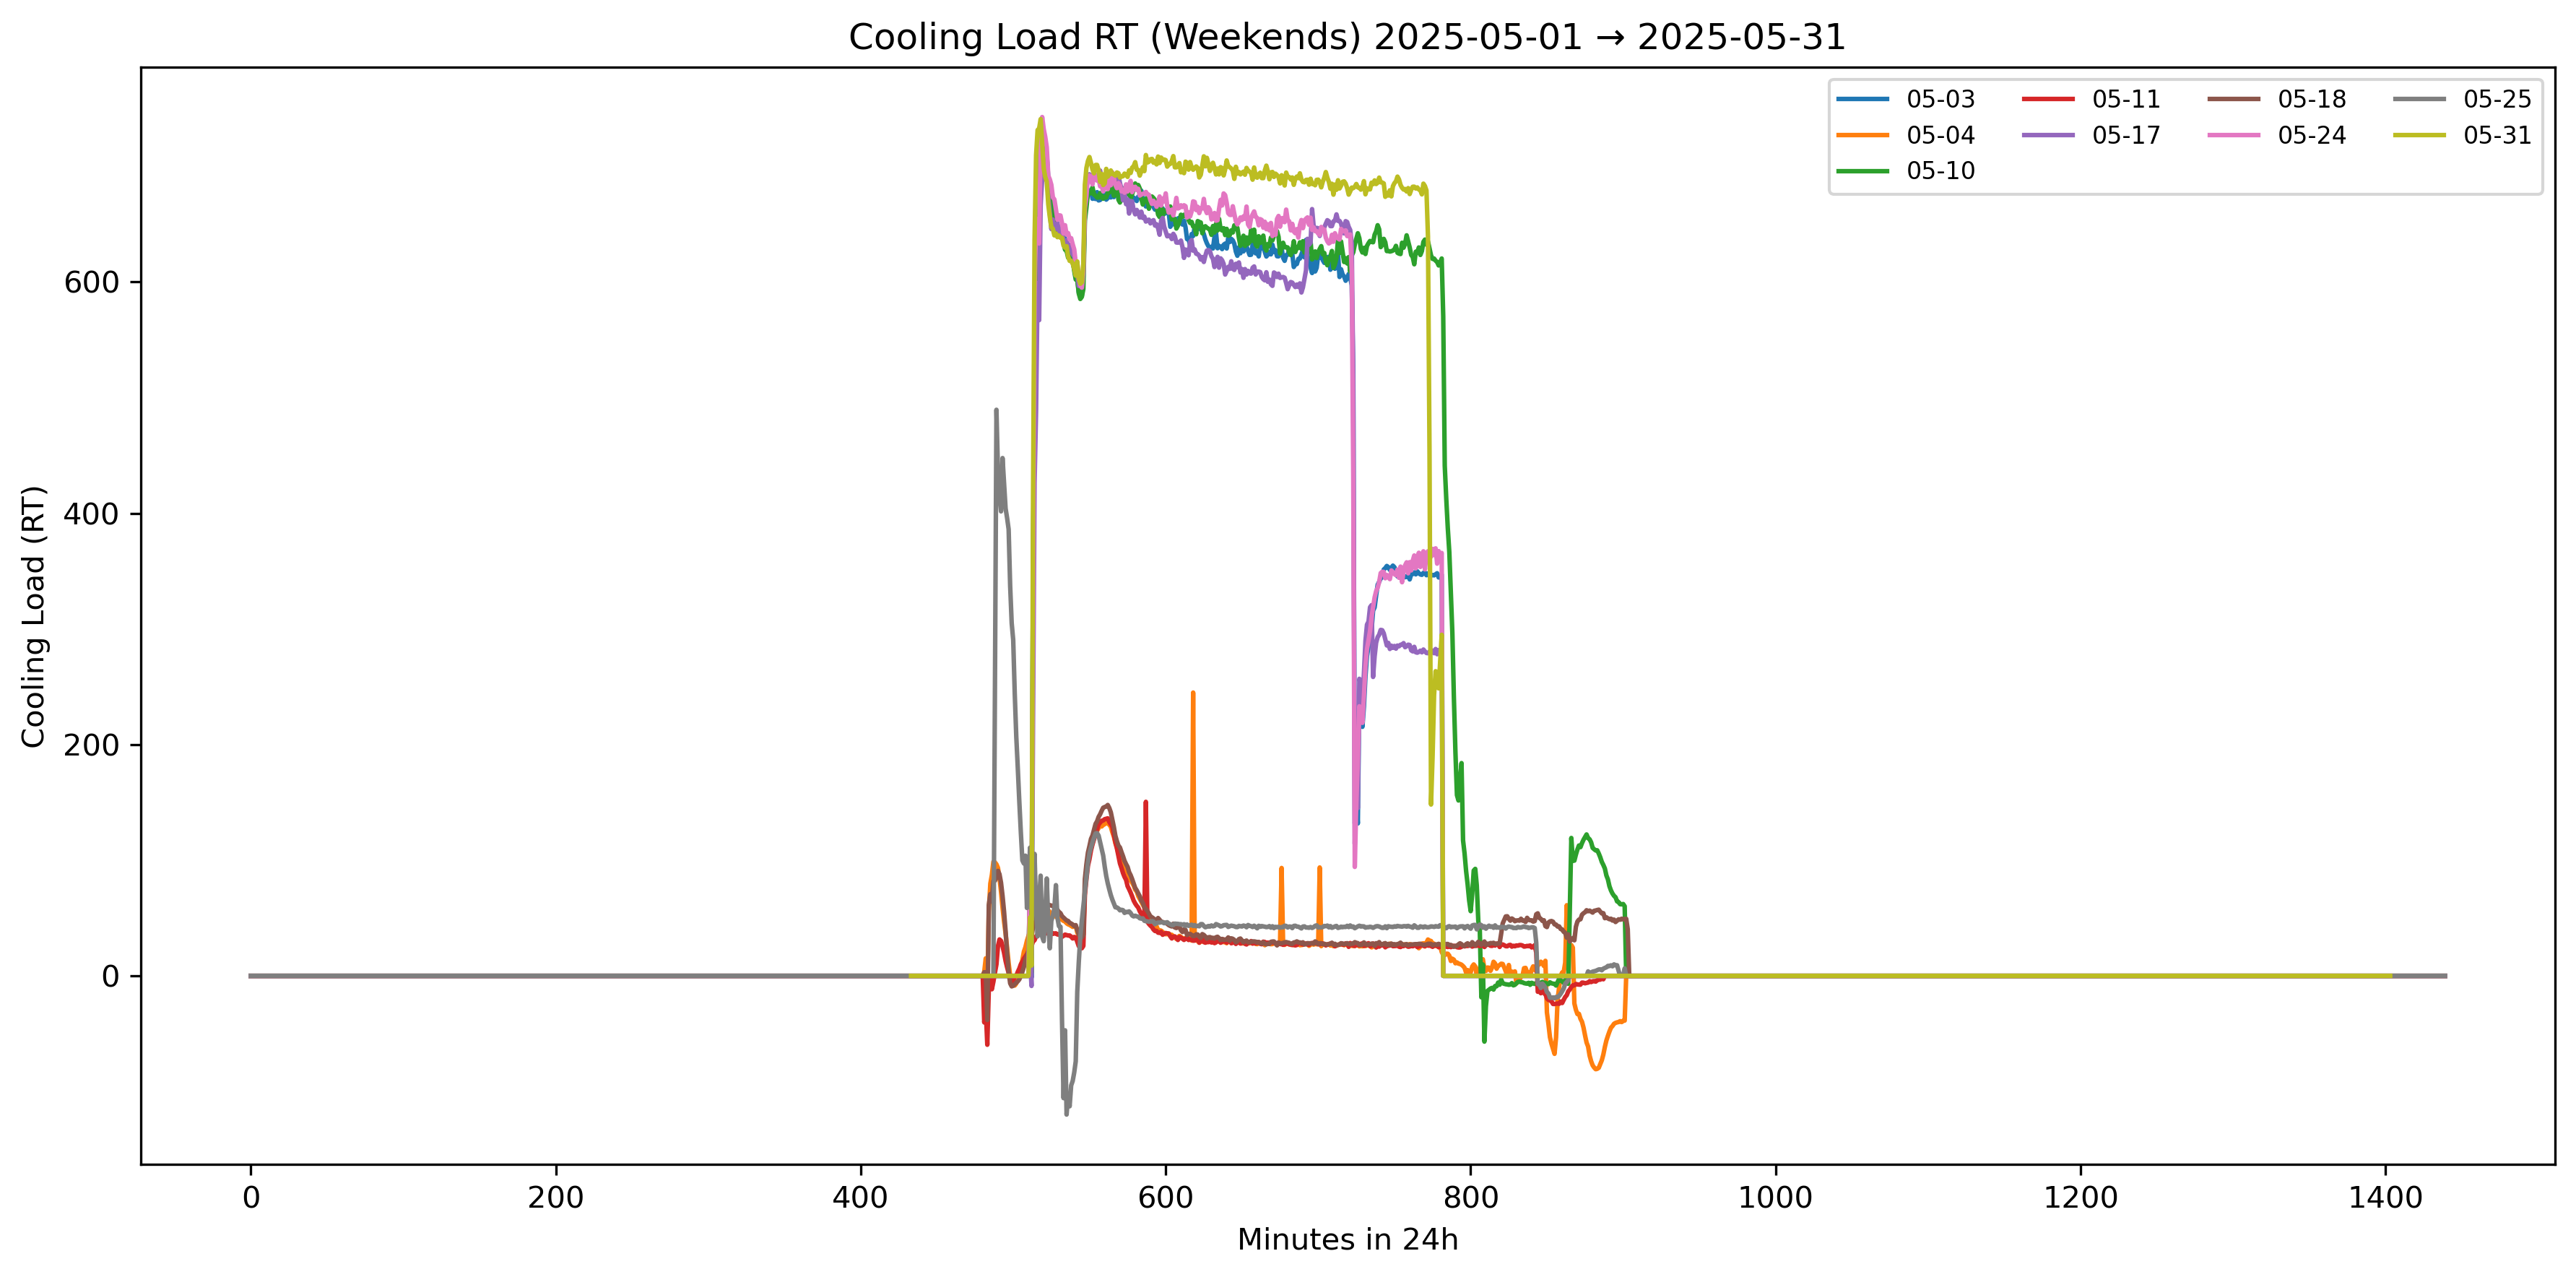 Cooling Load RT (Weekends) 2025-05-01 → 2025-05-31
05-03 05-11 05-18 05-25
05-04 05-17 05-24 05-31
05-10
600
400
200
0
Cooling Load (RT)
0 200 400 600 800 1000 1200 1400
Minutes in 24h